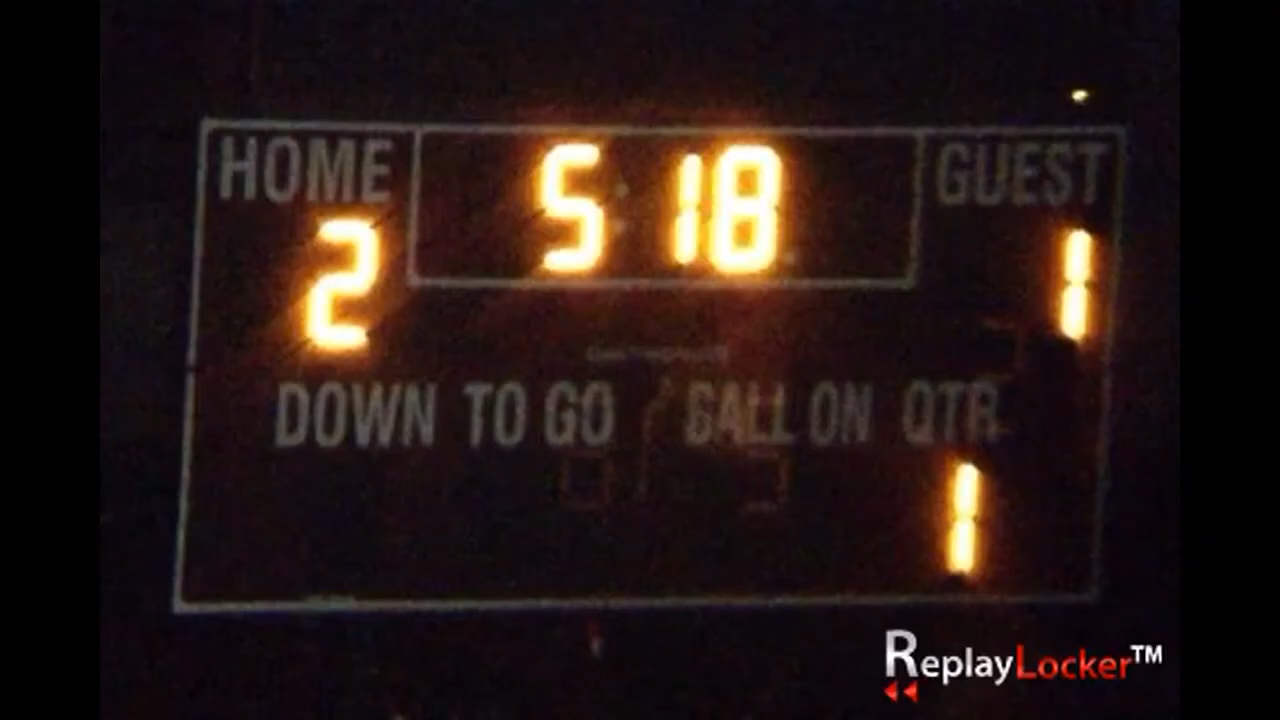 HOME 5:18 GUEST
2 1
DOWN TO GO BALL ON QTR
1
ReplayLocker™